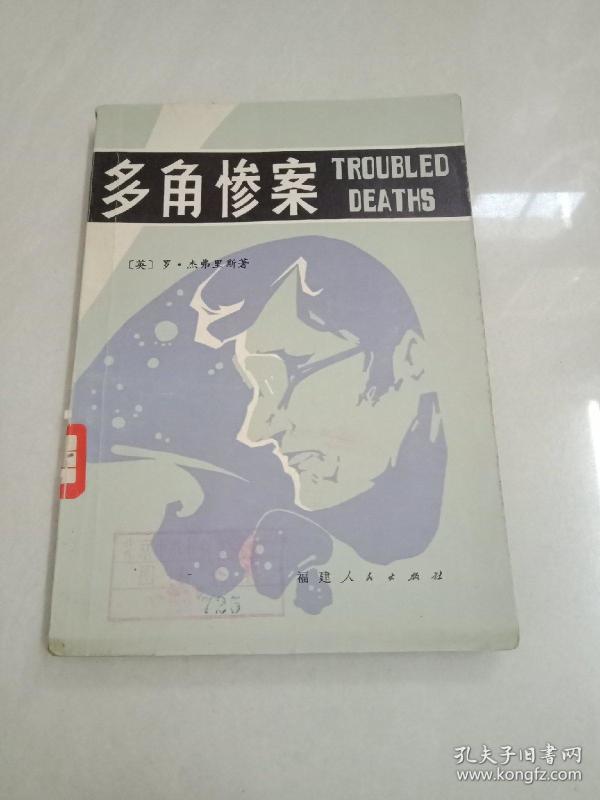 多角惨案
TROUBLED
DEATHS
〔英〕罗·杰弗里斯著
福建人民出版社
725
孔夫子旧书网
www.kongfz.com